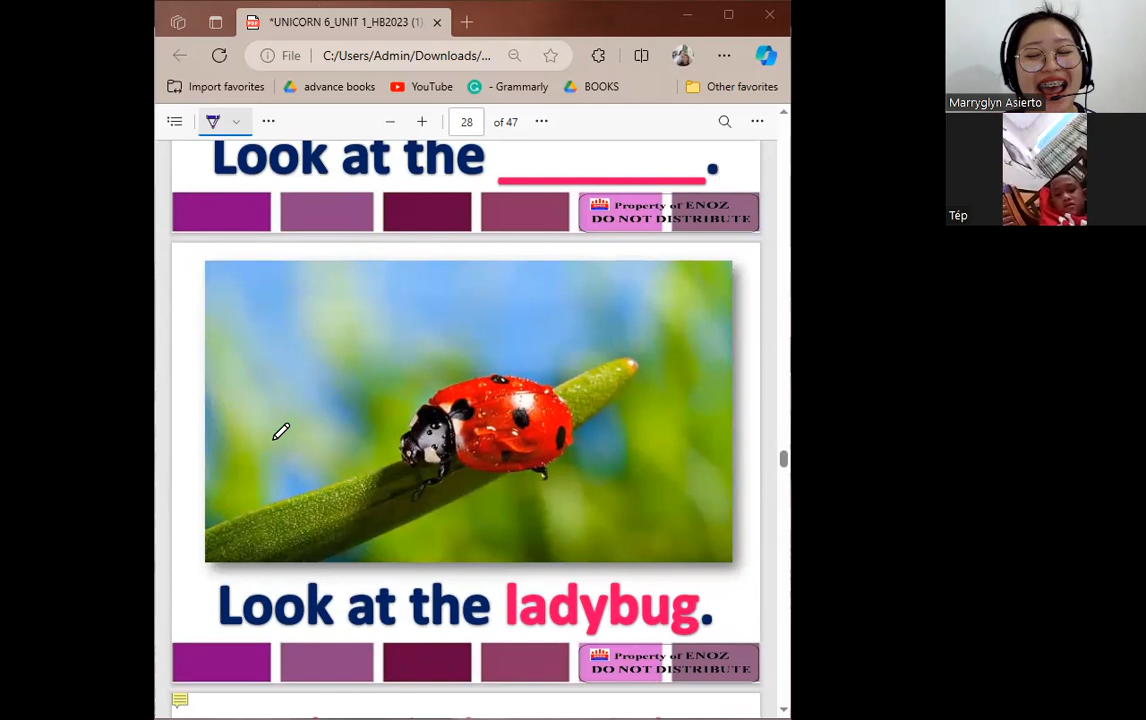 *UNICORN 6_UNIT 1_HB2023 (1)
File
C:/Users/Admin/Downloads/...
Import favorites
advance books
YouTube
- Grammarly
BOOKS
Other favorites
28
of 47
Look at the ________.
Property of ENOZ
DO NOT DISTRIBUTE
Look at the ladybug.
Property of ENOZ
DO NOT DISTRIBUTE
Marryglyn Asierto
Tép